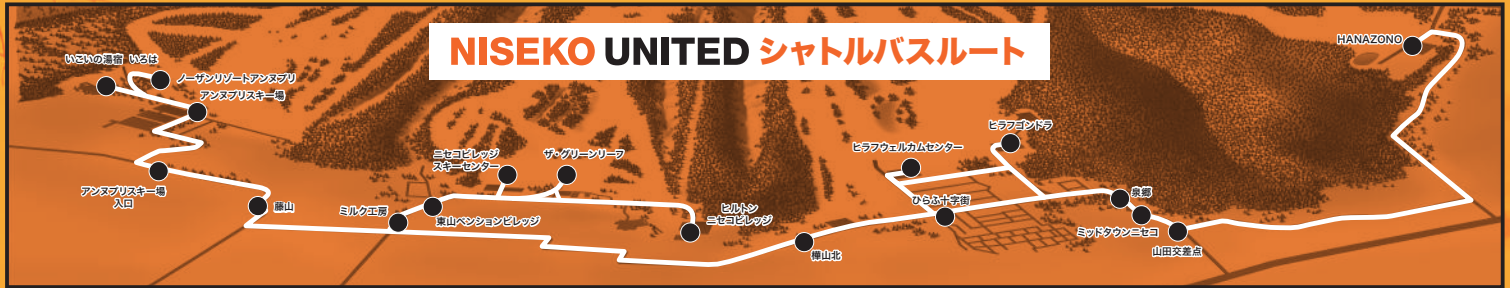 NISEKO UNITED シャトルバスルート
HANAZONO
いこいの湯宿 いろは
ノーザンリゾートアンヌプリ
アンヌプリスキー場
アンヌプリスキー場
入口
藤山
ミルク工房
東山ペンションビレッジ
ニセコビレッジ
スキーセンター
ザ・グリーンリーフ
ヒルトン
ニセコビレッジ
樺山北
ヒラフウェルカムセンター
ひらふ十字街
ヒラフゴンドラ
泉郷
ミッドタウンニセコ
山田交差点